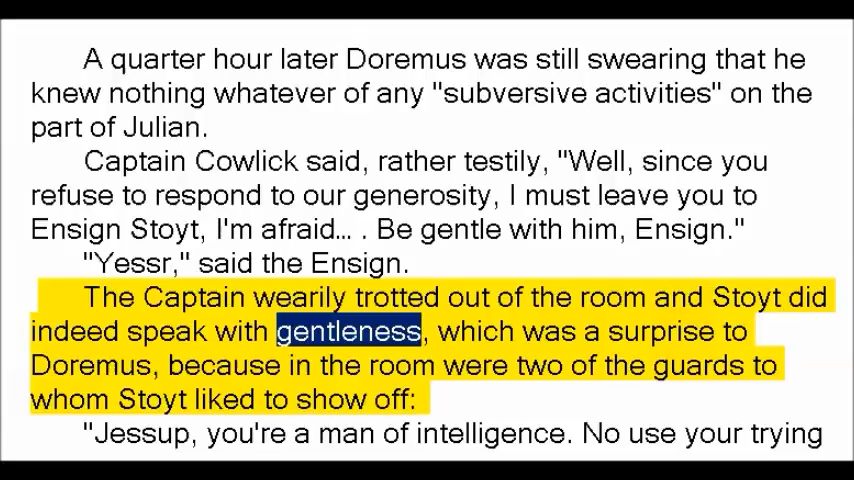 A quarter hour later Doremus was still swearing that he
knew nothing whatever of any "subversive activities" on the
part of Julian.
Captain Cowlick said, rather testily, "Well, since you
refuse to respond to our generosity, I must leave you to
Ensign Stoyt, I'm afraid... . Be gentle with him, Ensign."
"Yessr," said the Ensign.
The Captain wearily trotted out of the room and Stoyt did
indeed speak with gentleness, which was a surprise to
Doremus, because in the room were two of the guards to
whom Stoyt liked to show off:
"Jessup, you're a man of intelligence. No use your trying